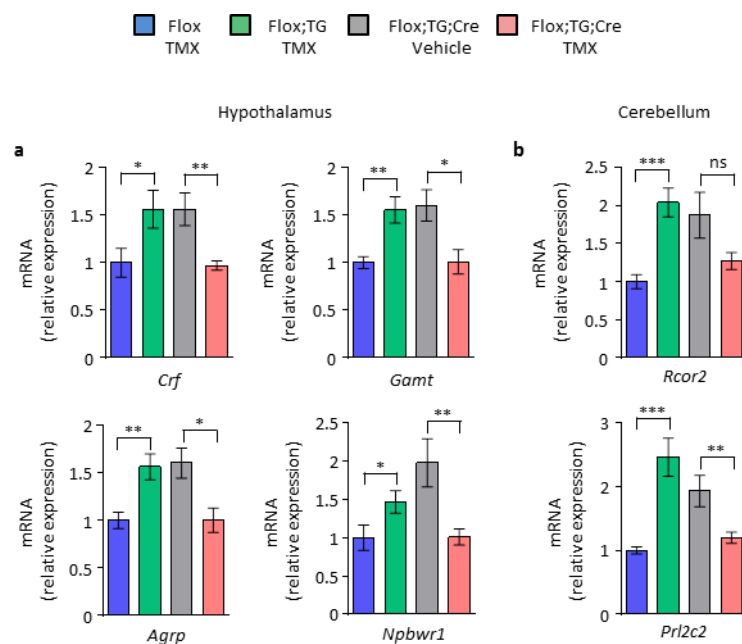 Flox
TMX
Flox;TG
TMX
Flox;TG;Cre
Vehicle
Flox;TG;Cre
TMX
Hypothalamus
Cerebellum
a
mRNA
(relative expression)
2
1.5
1
0.5
0
*
**
Crf
mRNA
(relative expression)
2
1.5
1
0.5
0
**
*
Gamt
b
mRNA
(relative expression)
2.5
2
1.5
1
0.5
0
***
ns
Rcor2
mRNA
(relative expression)
2
1.5
1
0.5
0
**
*
Agrp
mRNA
(relative expression)
2.5
2
1.5
1
0.5
0
*
**
Npbwr1
mRNA
(relative expression)
3
2
1
0
***
**
Prl2c2